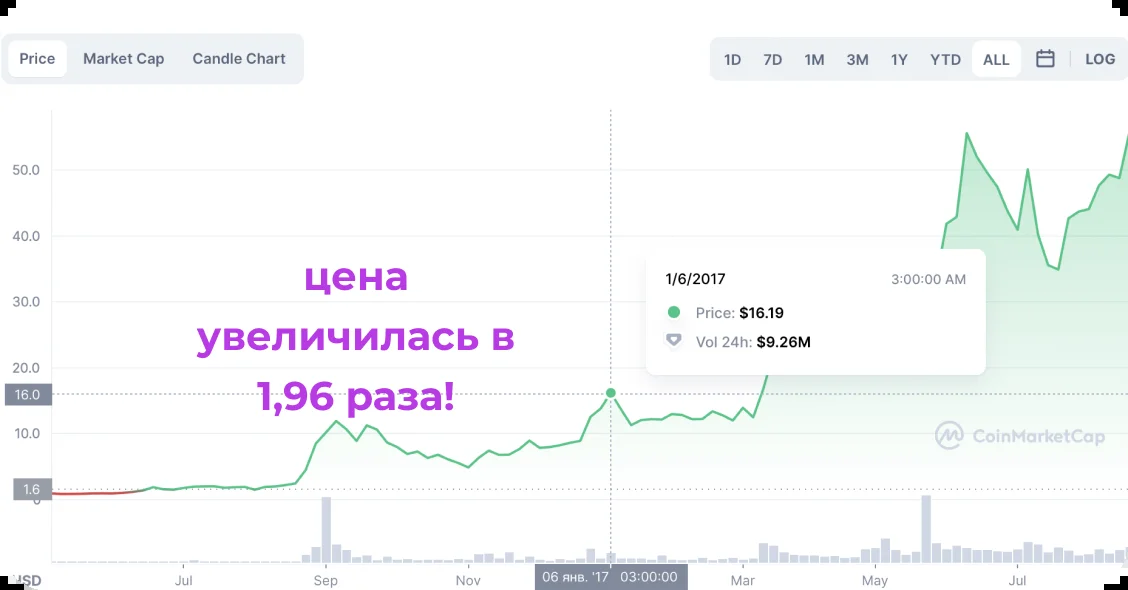 Price Market Cap Candle Chart 1D 7D 1M 3M 1Y YTD ALL LOG
50.0
40.0
30.0
20.0
16.0
10.0
1.6
0
цена
увеличилась в
1,96 раза!
1/6/2017 3:00:00 AM
Price: $16.19
Vol 24h: $9.26M
CoinMarketCap
USD Jul Sep Nov 06 янв. '17 03:00:00 Mar May Jul